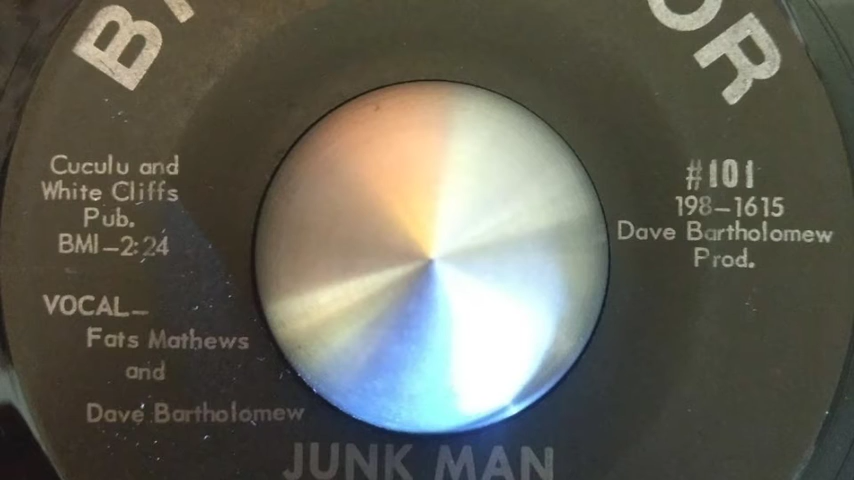 Cuculu and
White Cliffs
Pub.
BMI-2:24
VOCAL-
Fats Mathews
and
Dave Bartholomew
#101
198-1615
Dave Bartholomew
Prod.
JUNK MAN